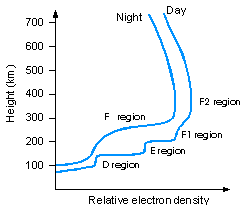 Night
Day
700
600
500
400
300
200
100
Height (km)
F region
F2 region
F1 region
E region
D region
Relative electron density